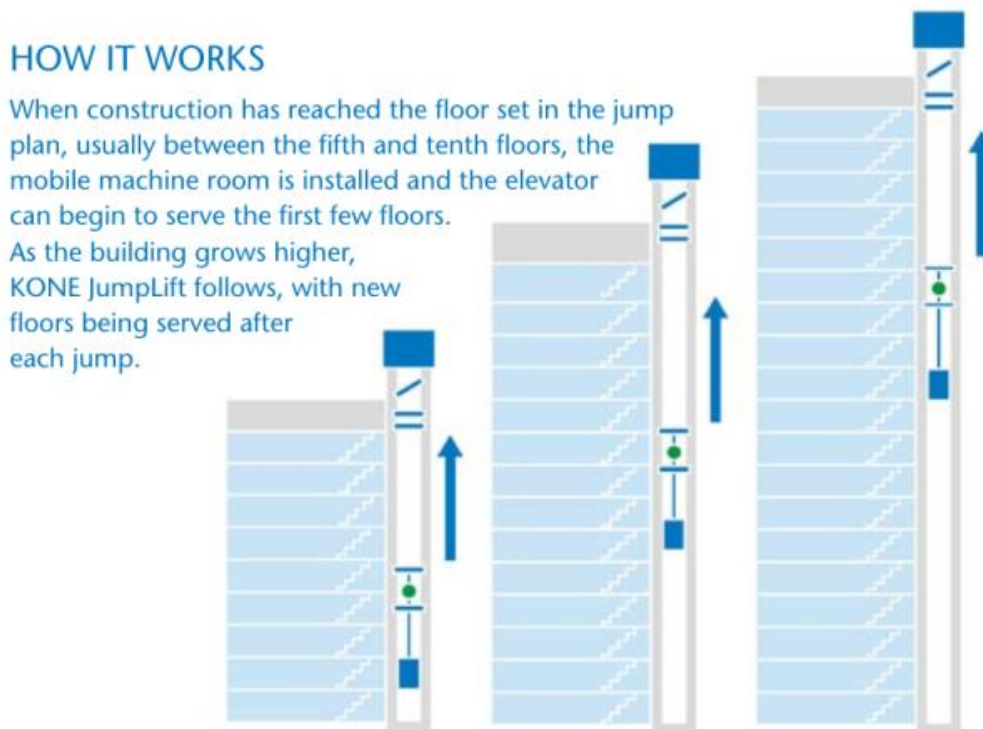 HOW IT WORKS
When construction has reached the floor set in the jump
plan, usually between the fifth and tenth floors, the
mobile machine room is installed and the elevator
can begin to serve the first few floors.
As the building grows higher,
KONE JumpLift follows, with new
floors being served after
each jump.